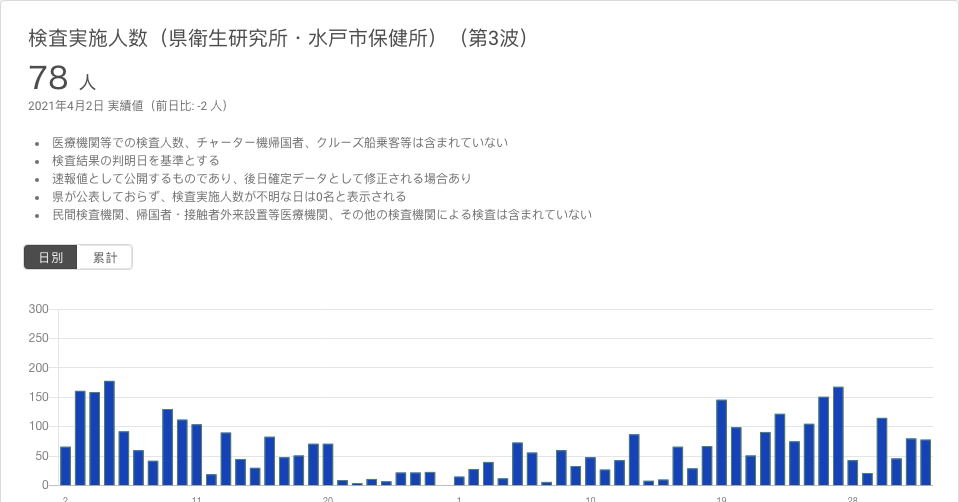 検査実施人数（県衛生研究所・水戸市保健所）（第3波）
78 人
2021年4月2日 実績値（前日比: -2 人）
• 医療機関等での検査人数、チャーター機帰国者、クルーズ船乗客等は含まれていない
• 検査結果の判明日を基準とする
• 速報値として公開するものであり、後日確定データとして修正される場合あり
• 県が公表しておらず、検査実施人数が不明な日は0名と表示される
• 民間検査機関、帰国者・接触者外来設置等医療機関、その他の検査機関による検査は含まれていない
日別 累計
300
250
200
150
100
50
0
2 11 20 1 10 19 28